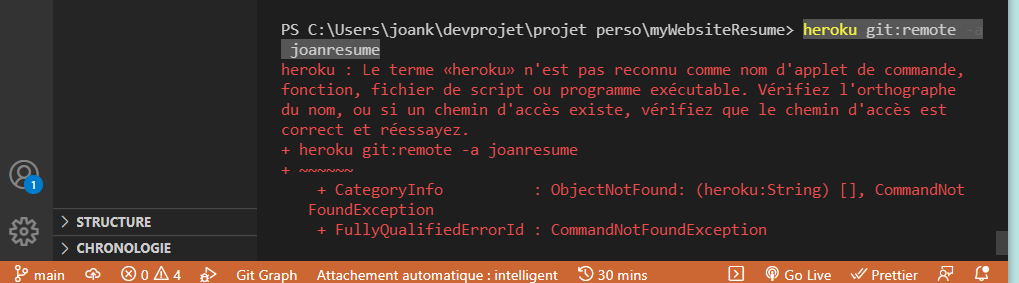 PS C:\Users\joank\devprojet\projet perso\myWebsiteResume> heroku git:remote -a
joanresume
heroku : Le terme «heroku» n'est pas reconnu comme nom d'applet de commande,
fonction, fichier de script ou programme exécutable. Vérifiez l'orthographe
du nom, ou si un chemin d'accès existe, vérifiez que le chemin d'accès est
correct et réessayez.
+ heroku git:remote -a joanresume
+ ~~~~~~
+ CategoryInfo : ObjectNotFound: (heroku:String) [], CommandNot
FoundException
+ FullyQualifiedErrorId : CommandNotFoundException
1
STRUCTURE
CHRONOLOGIE
main 0 4 Git Graph Attachement automatique : intelligent 30 mins Go Live Prettier